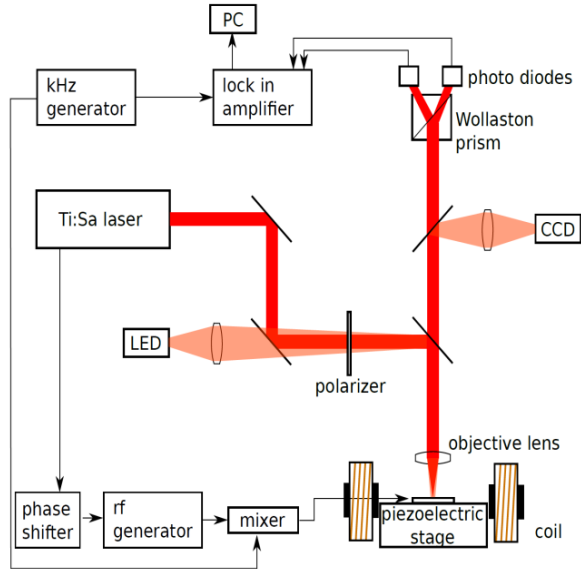 PC
kHz
generator
lock in
amplifier
photo diodes
Wollaston
prism
Ti:Sa laser
CCD
LED
polarizer
objective lens
phase
shifter
rf
generator
mixer
piezoelectric
stage
coil